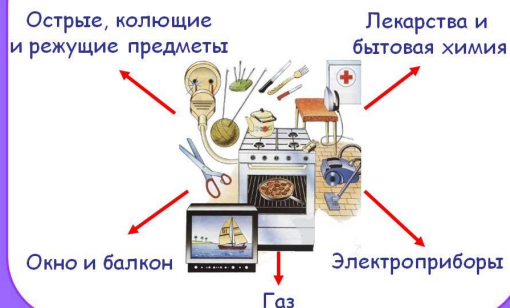 Острые, колющие
и режущие предметы
Лекарства и
бытовая химия
Окно и балкон
Электроприборы
Газ